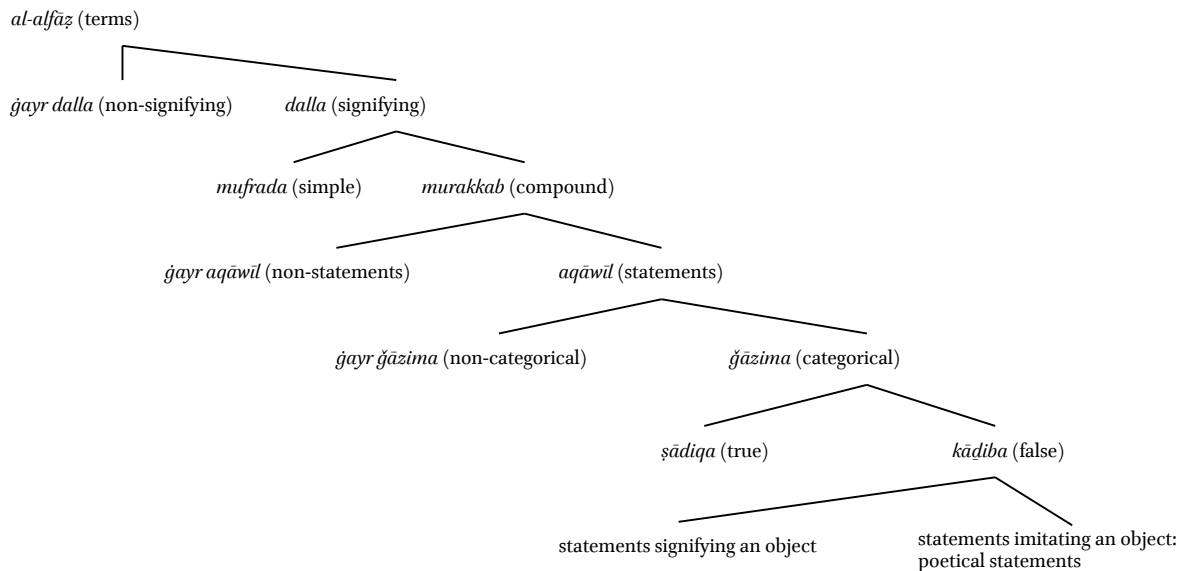 al-alfāẓ (terms)
ġayr dalla (non-signifying) dalla (signifying)
mufrada (simple) murakkab (compound)
ġayr aqāwīl (non-statements) aqāwīl (statements)
ġayr ǧāzima (non-categorical) ǧāzima (categorical)
ṣādiqa (true) kāḏiba (false)
statements signifying an object
statements imitating an object:
poetical statements